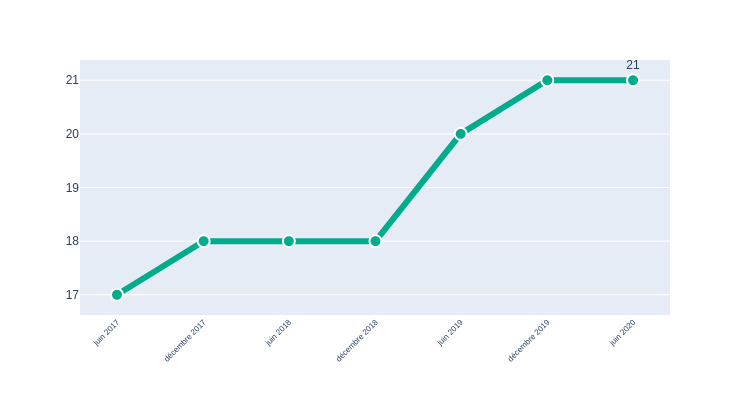 21
21
20
19
18
17
juin 2017
décembre 2017
juin 2018
décembre 2018
juin 2019
décembre 2019
juin 2020